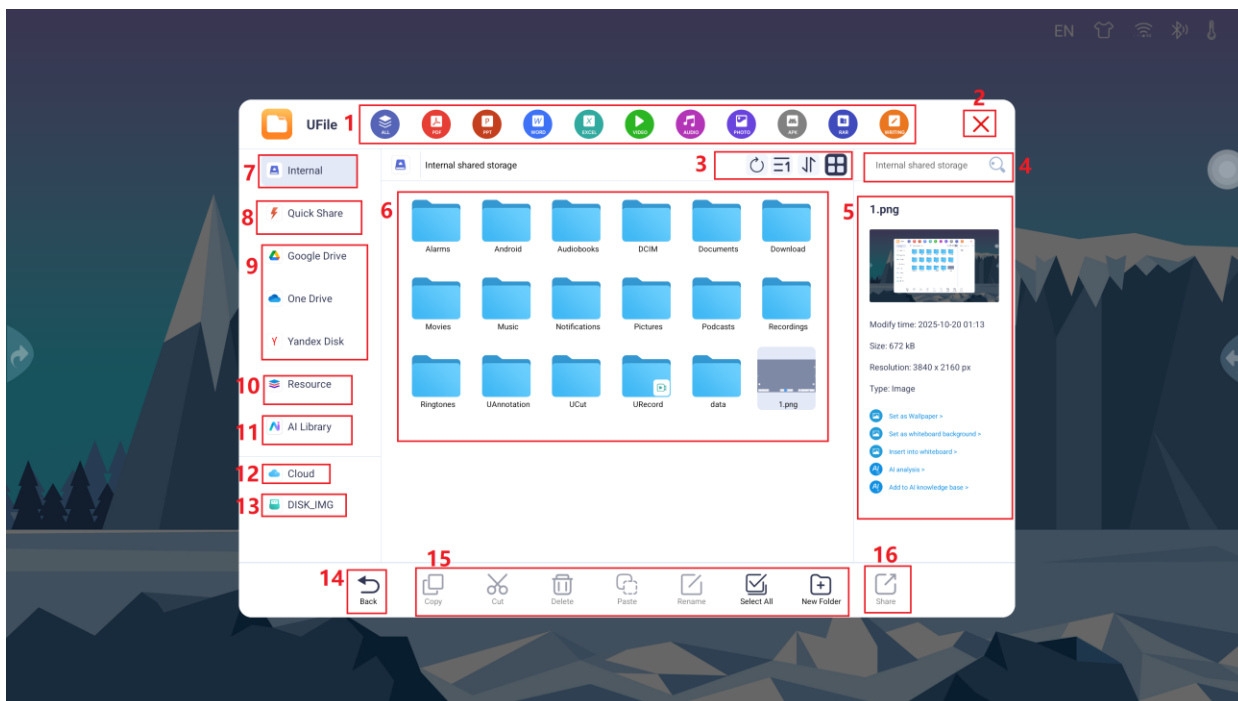 EN
2
UFile 1 ALL PDF PPT WORD EXCEL VIDEO AUDIO PHOTO APK RAR WRITING
7 Internal
Internal shared storage 3
Internal shared storage 4
8 Quick Share
9 Google Drive
One Drive
Yandex Disk
10 Resource
11 AI Library
12 Cloud
13 DISK_IMG
6
Alarms Android Audiobooks DCIM Documents Download
Movies Music Notifications Pictures Podcasts Recordings
Ringtones UAnnotation UCut URecord data 1.png
5 1.png
Modify time: 2025-10-20 01:13
Size: 672 kB
Resolution: 3840 x 2160 px
Type: Image
Set as Wallpaper >
Set as whiteboard background >
Insert into whiteboard >
AI analysis >
Add to AI knowledge base >
14 Back
15
Copy Cut Delete Paste Rename Select All New Folder
16
Share